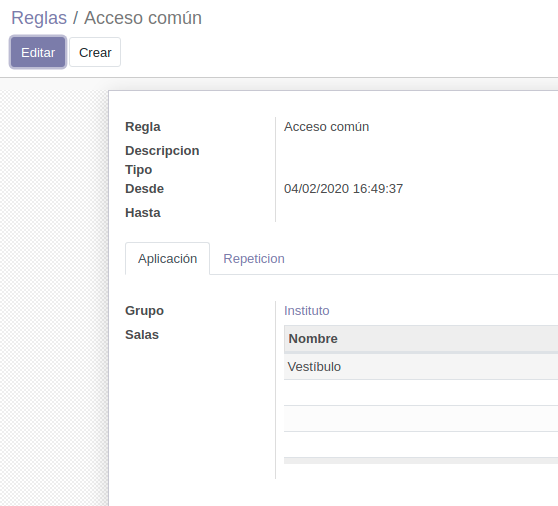 Reglas / Acceso común
Editar Crear
Regla Acceso común
Descripcion
Tipo
Desde 04/02/2020 16:49:37
Hasta
Aplicación Repeticion
Grupo Instituto
Salas Nombre
Vestíbulo